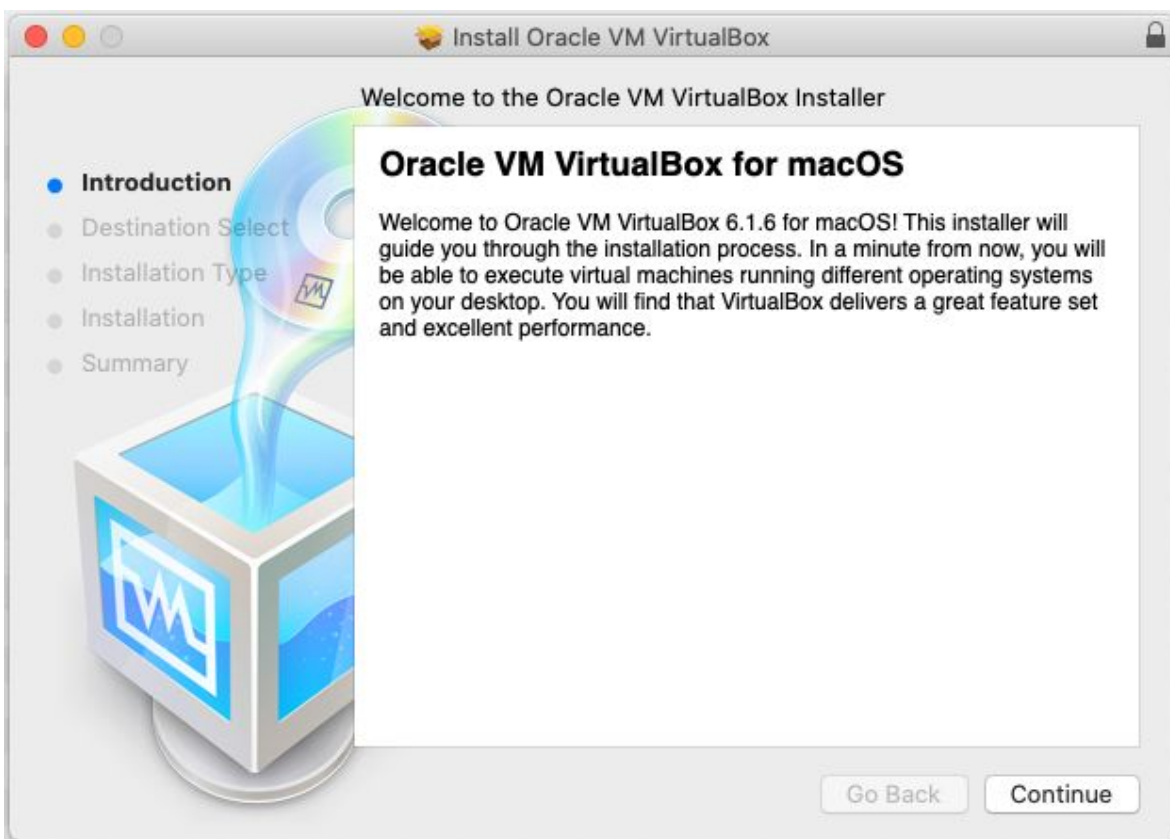 Install Oracle VM VirtualBox
Welcome to the Oracle VM VirtualBox Installer
Introduction
Destination Select
Installation Type
Installation
Summary
Oracle VM VirtualBox for macOS
Welcome to Oracle VM VirtualBox 6.1.6 for macOS! This installer will
guide you through the installation process. In a minute from now, you will
be able to execute virtual machines running different operating systems
on your desktop. You will find that VirtualBox delivers a great feature set
and excellent performance.
Go Back
Continue